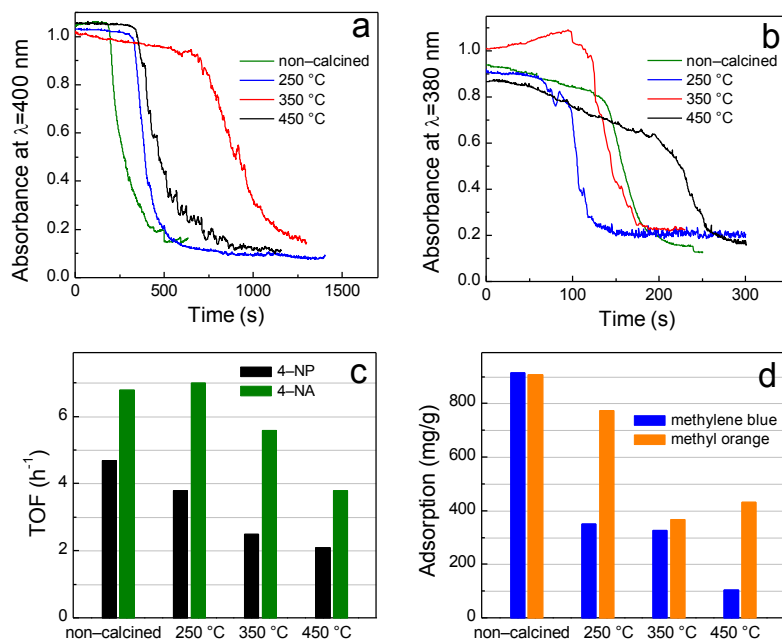 a
Absorbance at λ=400 nm
1.0
0.8
0.6
0.4
0.2
0.0
non–calcined
250 °C
350 °C
450 °C
0 500 1000 1500
Time (s)
b
Absorbance at λ=380 nm
1.2
1.0
0.8
0.6
0.4
0.2
0.0
non–calcined
250 °C
350 °C
450 °C
0 100 200 300
Time (s)
c
TOF (h⁻¹)
6
4
2
0
4–NP
4–NA
non–calcined 250 °C 350 °C 450 °C
d
Adsorption (mg/g)
800
600
400
200
0
methylene blue
methyl orange
non–calcined 250 °C 350 °C 450 °C